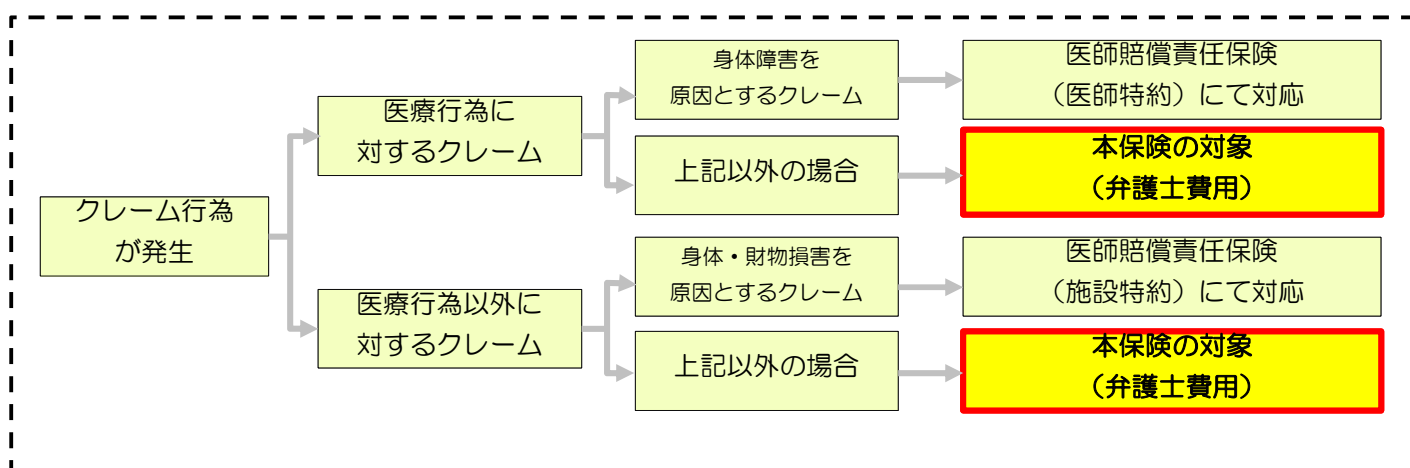 クレーム行為
が発生
医療行為に
対するクレーム
身体障害を
原因とするクレーム
医師賠償責任保険
（医師特約）にて対応
上記以外の場合
本保険の対象
（弁護士費用）
医療行為以外に
対するクレーム
身体・財物損害を
原因とするクレーム
医師賠償責任保険
（施設特約）にて対応
上記以外の場合
本保険の対象
（弁護士費用）